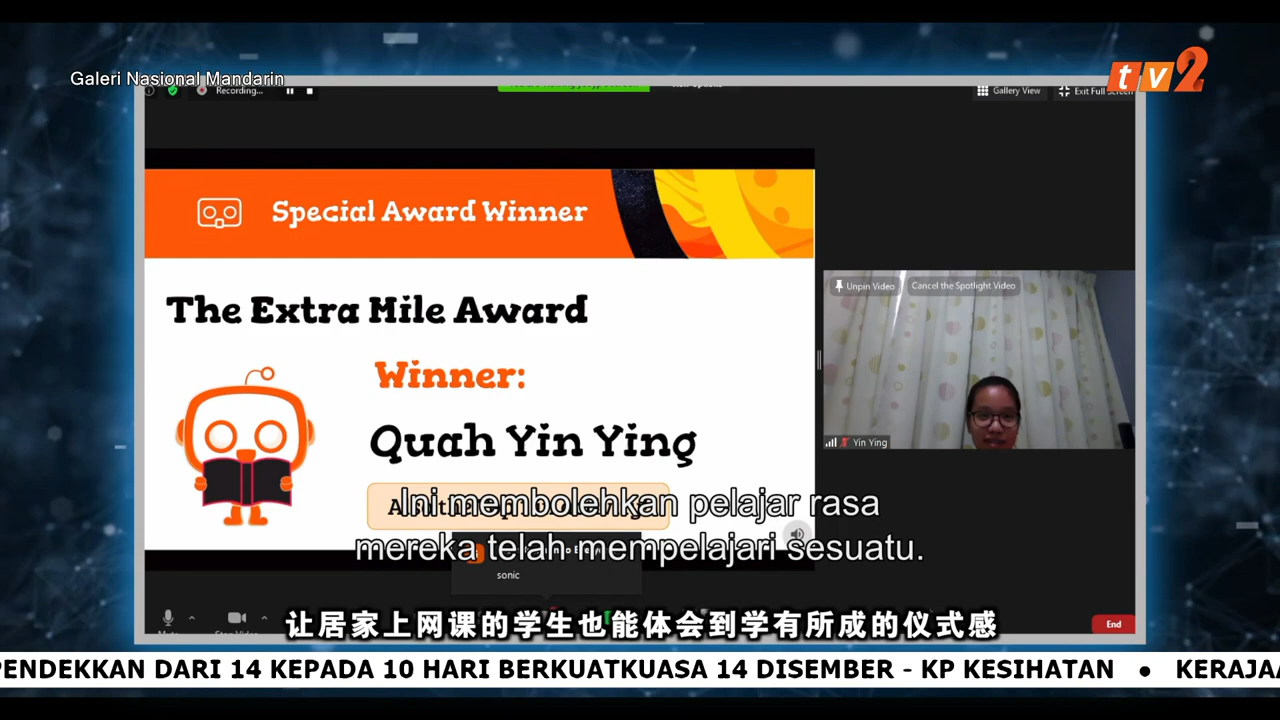 Galeri Nasional Mandarin
tv2
Recording...
Gallery View
Exit Full Screen
Special Award Winner
The Extra Mile Award
Winner:
Quah Yin Ying
Unpin Video
Cancel the Spotlight Video
Yin Ying
Ini membolehkan pelajar rasa
mereka telah mempelajari sesuatu.
sonic
让居家上网课的学生也能体会到学有所成的仪式感
End
PENDEKKAN DARI 14 KEPADA 10 HARI BERKUATKUASA 14 DISEMBER - KP KESIHATAN • KERAJAA